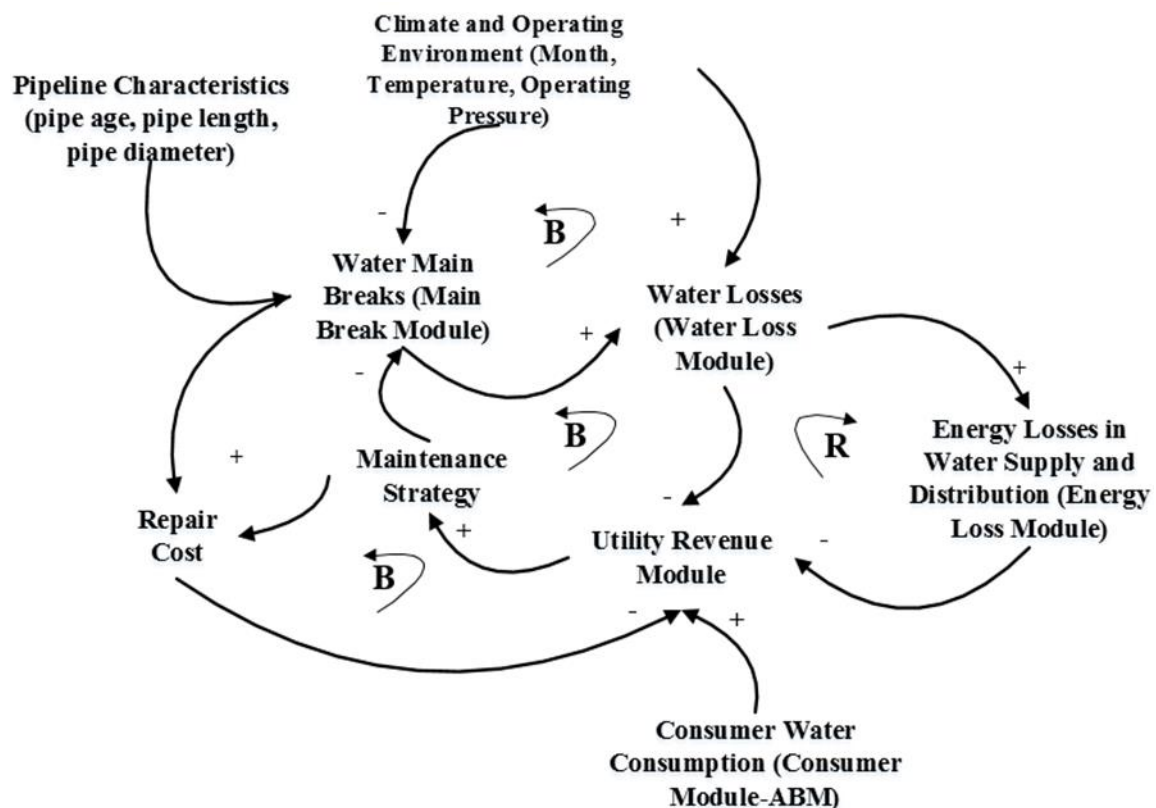 Climate and Operating
Environment (Month,
Temperature, Operating
Pressure)
Pipeline Characteristics
(pipe age, pipe length,
pipe diameter)
-
B
+
Water Main
Breaks (Main
Break Module)
Water Losses
(Water Loss
Module)
+
-
+
B
R
Energy Losses in
Water Supply and
Distribution (Energy
Loss Module)
+
Maintenance
Strategy
-
Repair
Cost
+
Utility Revenue
Module
-
B
-
+
Consumer Water
Consumption (Consumer
Module-ABM)